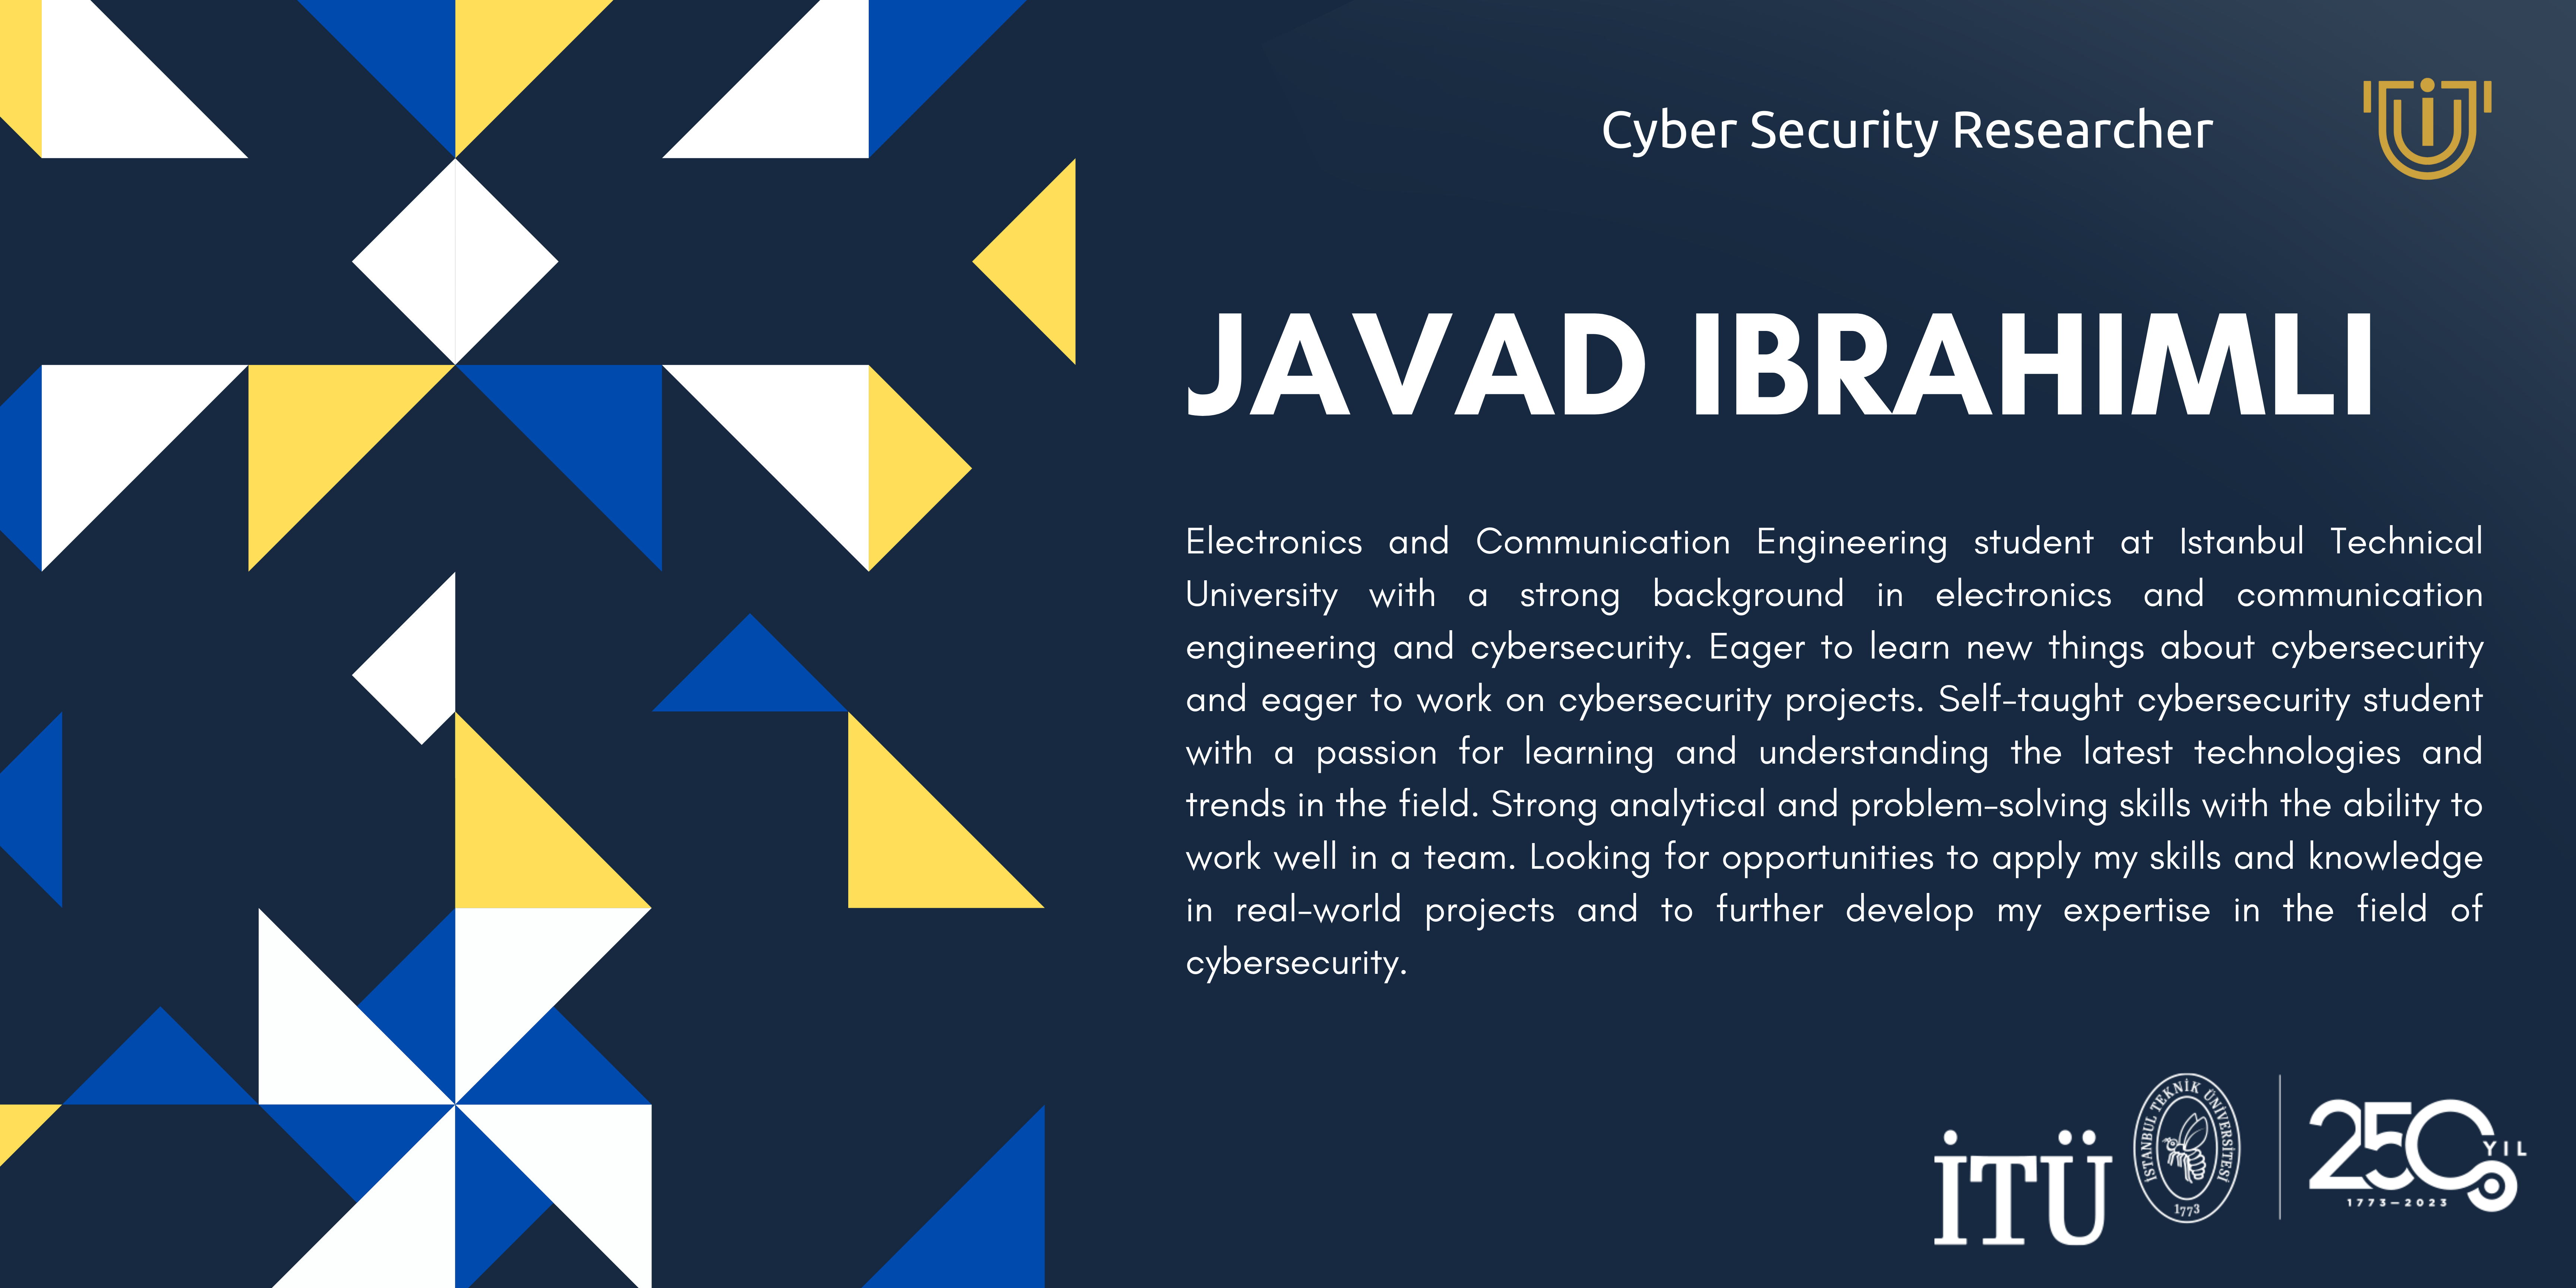 Cyber Security Researcher
JAVAD IBRAHIMLI
Electronics and Communication Engineering student at Istanbul Technical
University with a strong background in electronics and communication
engineering and cybersecurity. Eager to learn new things about cybersecurity
and eager to work on cybersecurity projects. Self-taught cybersecurity student
with a passion for learning and understanding the latest technologies and
trends in the field. Strong analytical and problem-solving skills with the ability to
work well in a team. Looking for opportunities to apply my skills and knowledge
in real-world projects and to further develop my expertise in the field of
cybersecurity.
İTÜ
İSTANBUL TEKNİK ÜNİVERSİTESİ
1773
250
YIL
1773–2023